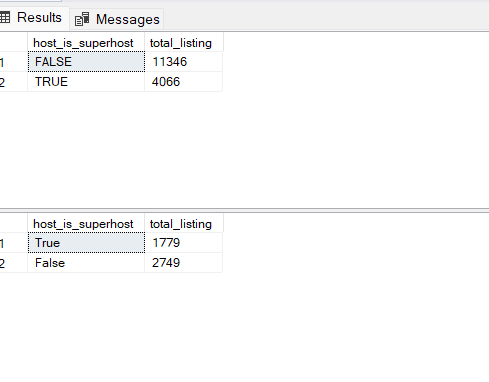 Results Messages
host_is_superhost total_listing
1 FALSE 11346
2 TRUE 4066
host_is_superhost total_listing
1 True 1779
2 False 2749